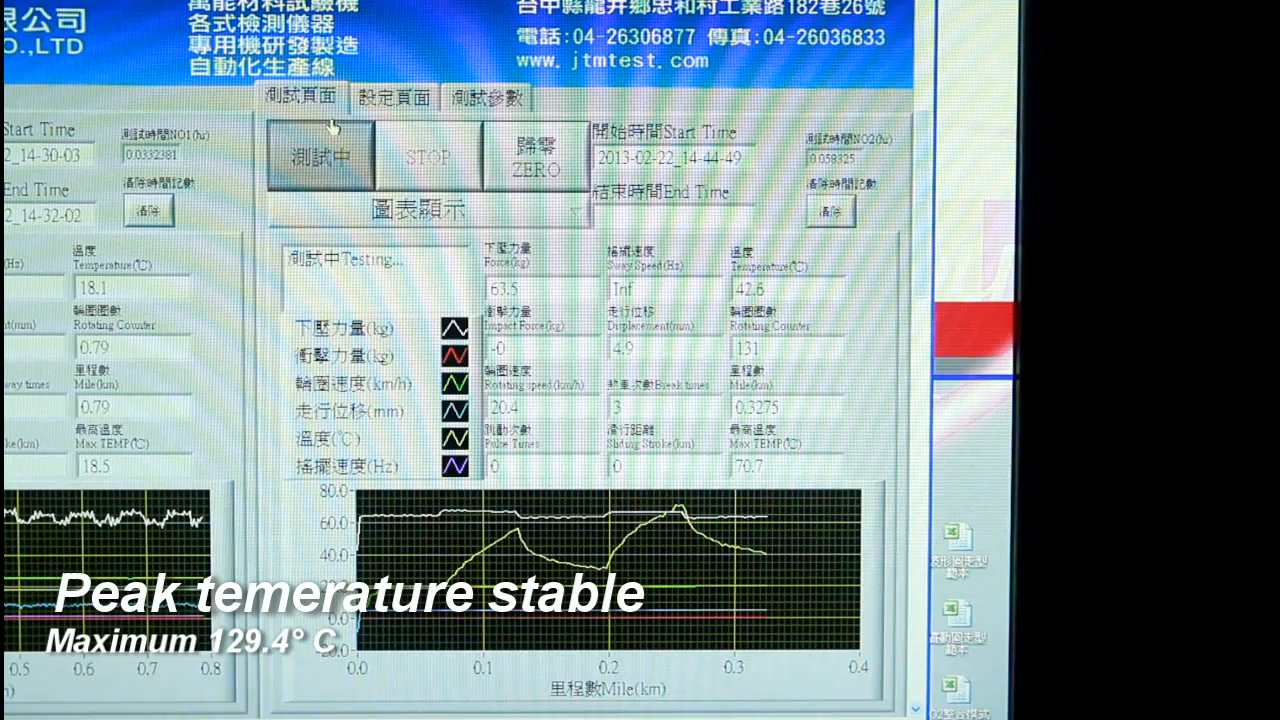 限公司
O.,LTD
萬能材料試驗機
各式檢測儀器
專用機研發製造
自動化生產線
台中縣龍井鄉忠和村工業路182巷26號
電話:04-26306877 傳真:04-26036833
www. jtmtest. com
測試頁面 設定頁面 測試參數
Start Time
2_14-30-03
End Time
2_14-32-02
測試時間NO1(hr)
0.0332381
清除時間記數
清除
測試中 STOP 歸零 ZERO
圖表顯示
開始時間Start Time
2013-02-22_14-44-49
結束時間End Time
測試時間NO2(hr)
0.058325
清除時間記數
清除
(Hz)
溫度
Temperature(℃)
18.1
nt(mm)
輪圈圈數
Rotating Counter
0.79
way times
里程數
Mile(km)
0.79
ke(km)
最高溫度
Max TEMP(℃)
18.5
測試中Testing...
下壓力量(kg)
衝擊力量(kg)
輪圈速度(km/h)
走行位移(mm)
溫度(℃)
搖擺速度(Hz)
下壓力量 搖擺速度 溫度
Force(kg) Sway Speed(Hz) Temperature(℃)
63.5 Inf 42.6
衝擊力量 走行位移 輪圈圈數
Impact Force(kg) Displacement(mm) Rotating Counter
-0 4.9 131
輪圈速度 里程數
Rotating speed(km/h) 煞車次數Break times Mile(km)
20.4 3 0.3275
跳動次數 滑行距離 最高溫度
Pulse Times Sliding Stroke(km) Max TEMP(℃)
0 0 70.7
80.0
60.0
40.0
0.0
0.0 0.1 0.2 0.3 0.4
里程數Mile(km)
0.5 0.6 0.7 0.8
Peak temerature stable
Maximum 129.4° C
範本
範本